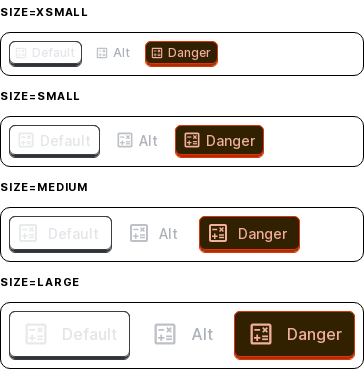 SIZE=XSMALL
Default Alt Danger
SIZE=SMALL
Default Alt Danger
SIZE=MEDIUM
Default Alt Danger
SIZE=LARGE
Default Alt Danger